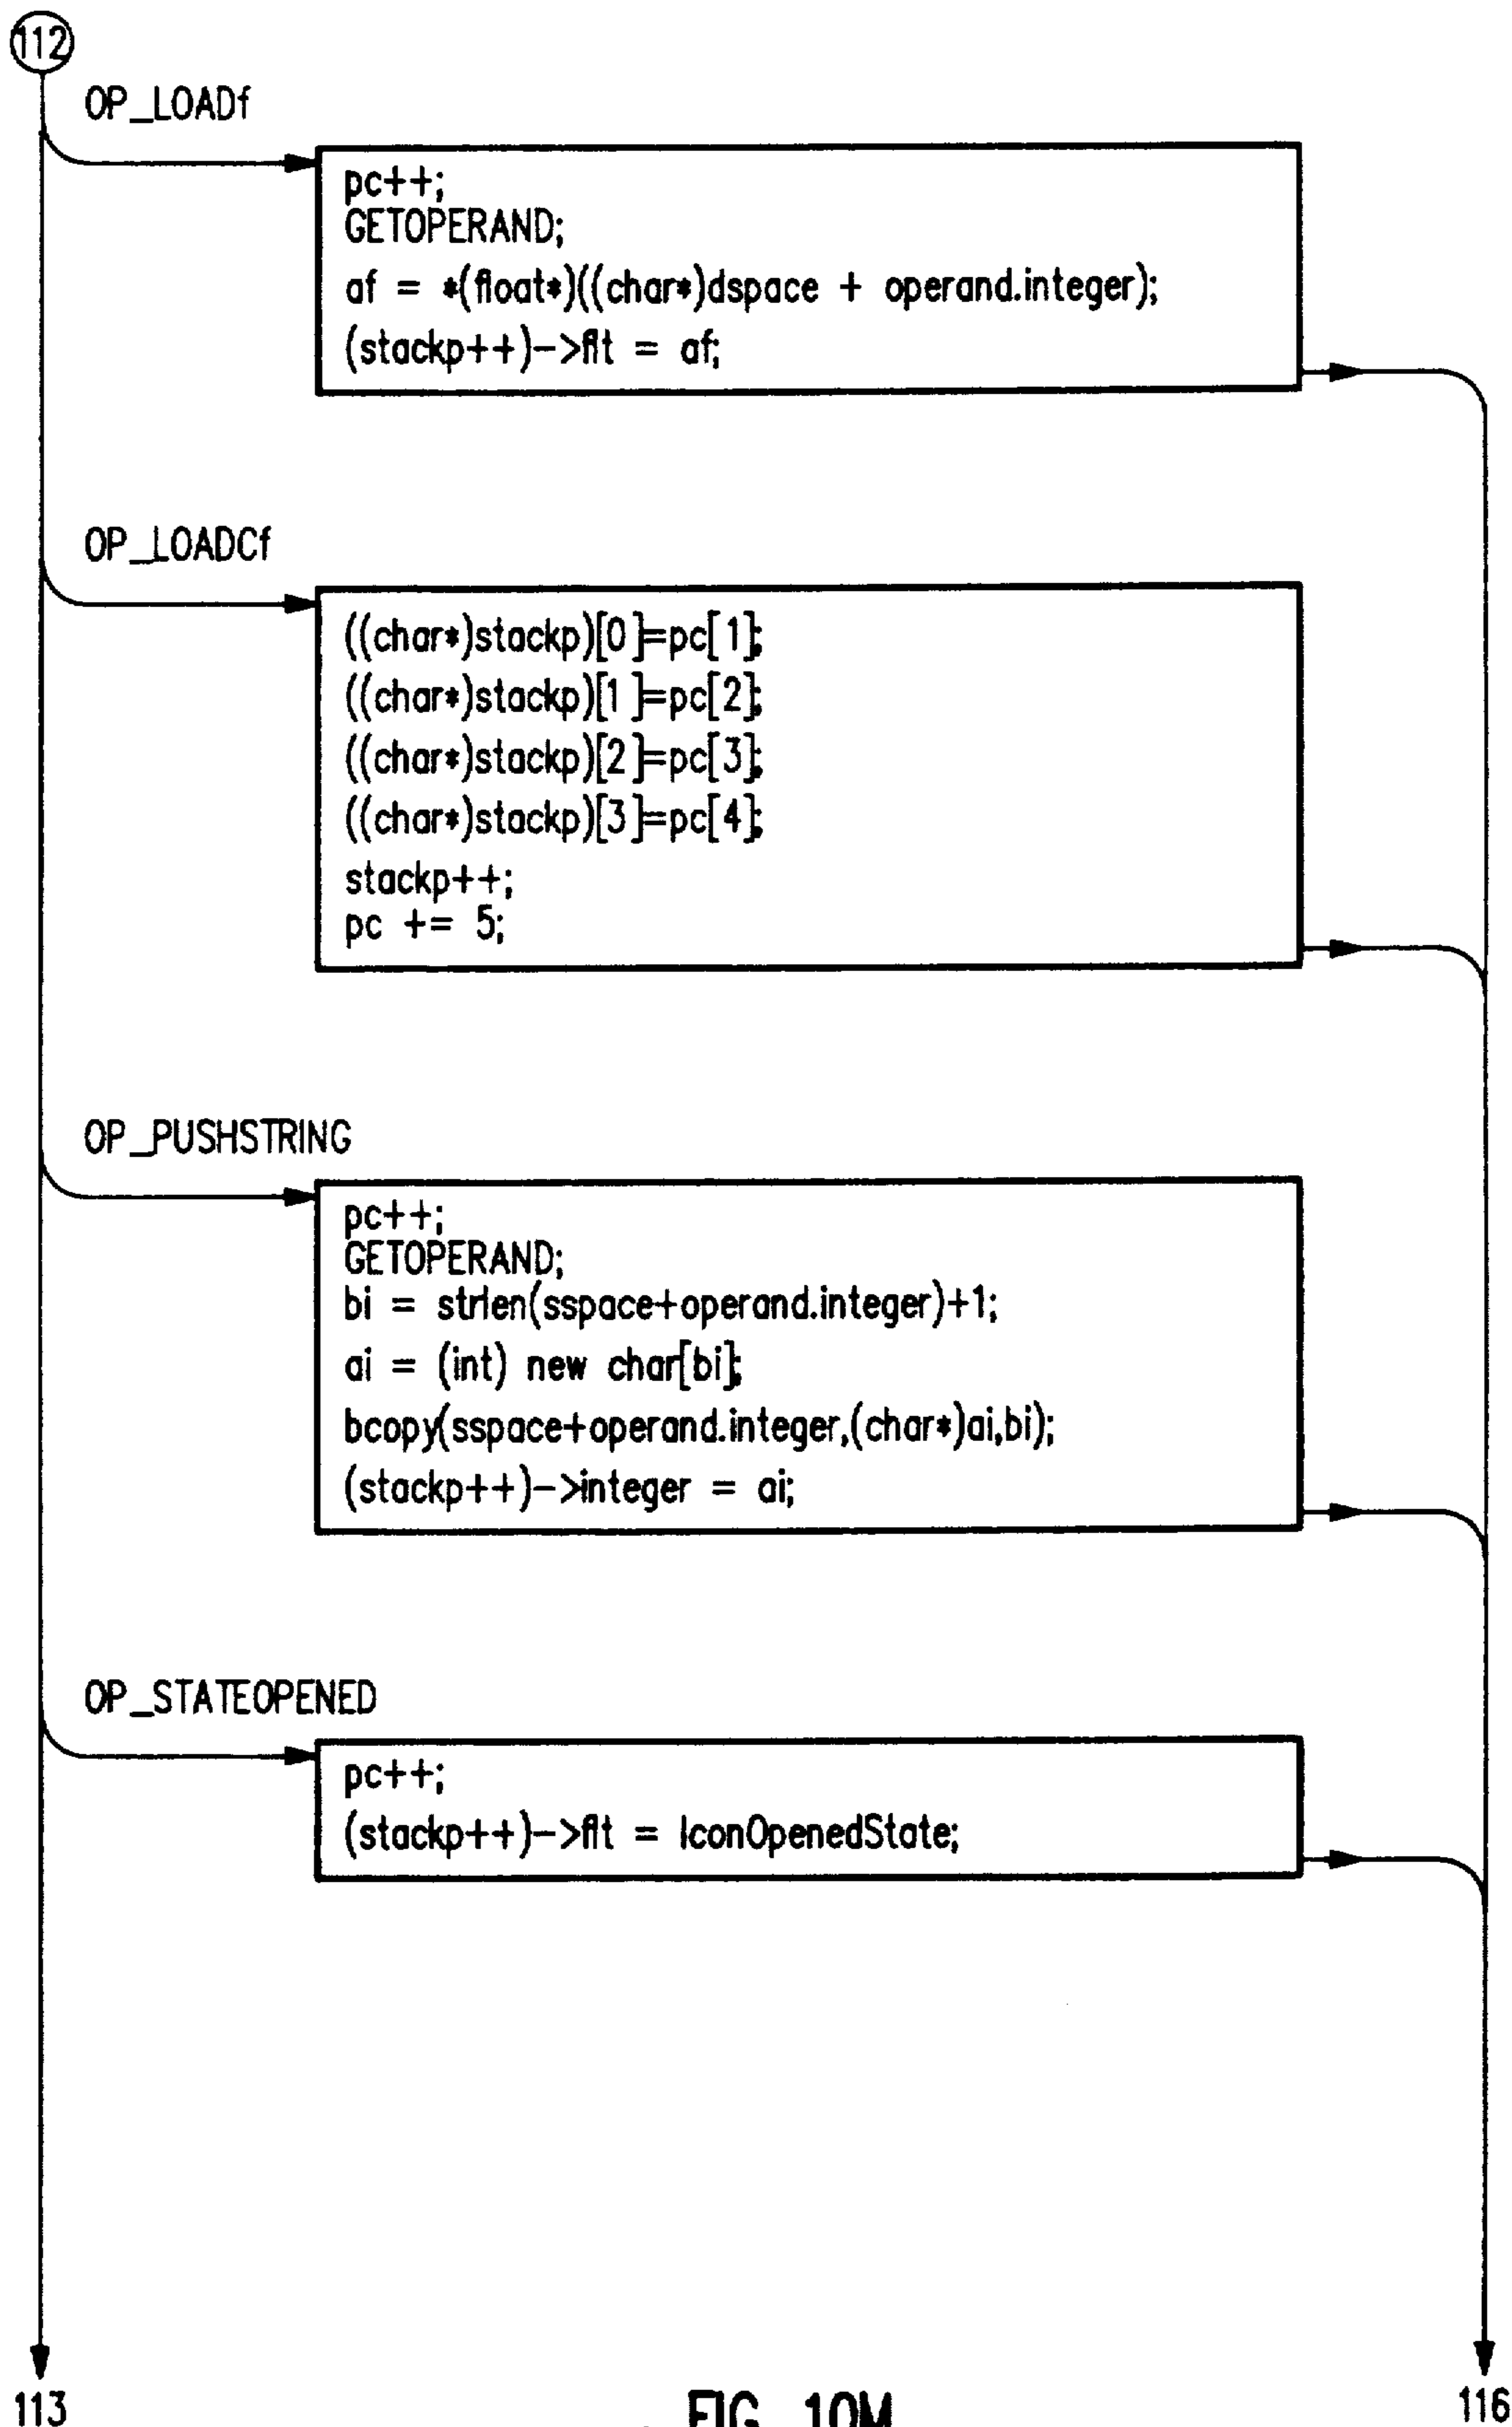 112
OP_LOADf
pc++;
GETOPERAND;
af = *(float*)((char*)dspace + operand.integer);
(stackp++)->flt = af;
OP_LOADCf
((char*)stackp)[0]=pc[1];
((char*)stackp)[1]=pc[2];
((char*)stackp)[2]=pc[3];
((char*)stackp)[3]=pc[4];
stackp++;
pc += 5;
OP_PUSHSTRING
pc++;
GETOPERAND;
bi = strlen(sspace+operand.integer)+1;
ai = (int) new char[bi];
bcopy(sspace+operand.integer,(char*)ai,bi);
(stackp++)->integer = ai;
OP_STATEOPENED
pc++;
(stackp++)->flt = IconOpenedState;
113
FIG. 10M
116